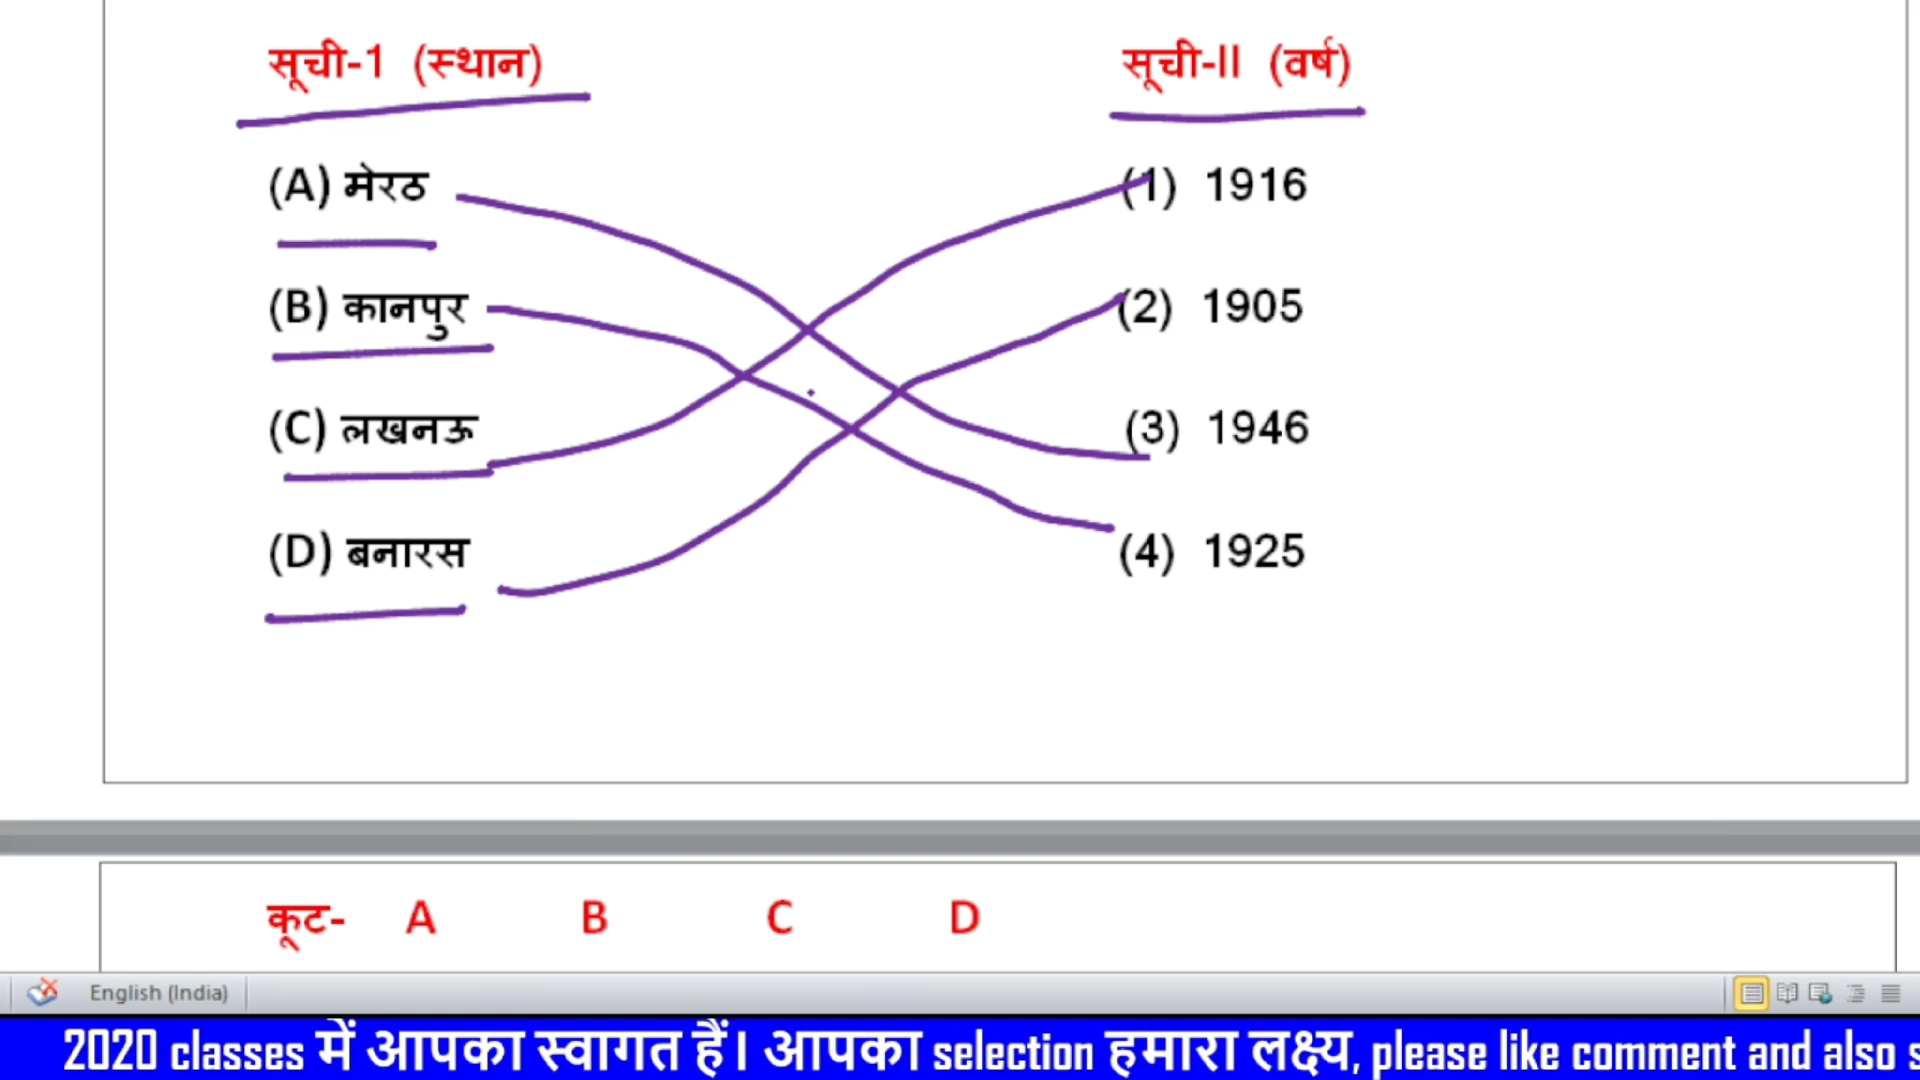 सूची-1 (स्थान) सूची-II (वर्ष)
(A) मेरठ (1) 1916
(B) कानपुर (2) 1905
(C) लखनऊ (3) 1946
(D) बनारस (4) 1925
कूट- A B C D
English (India)
2020 classes में आपका स्वागत हैं। आपका selection हमारा लक्ष्य, please like comment and also s